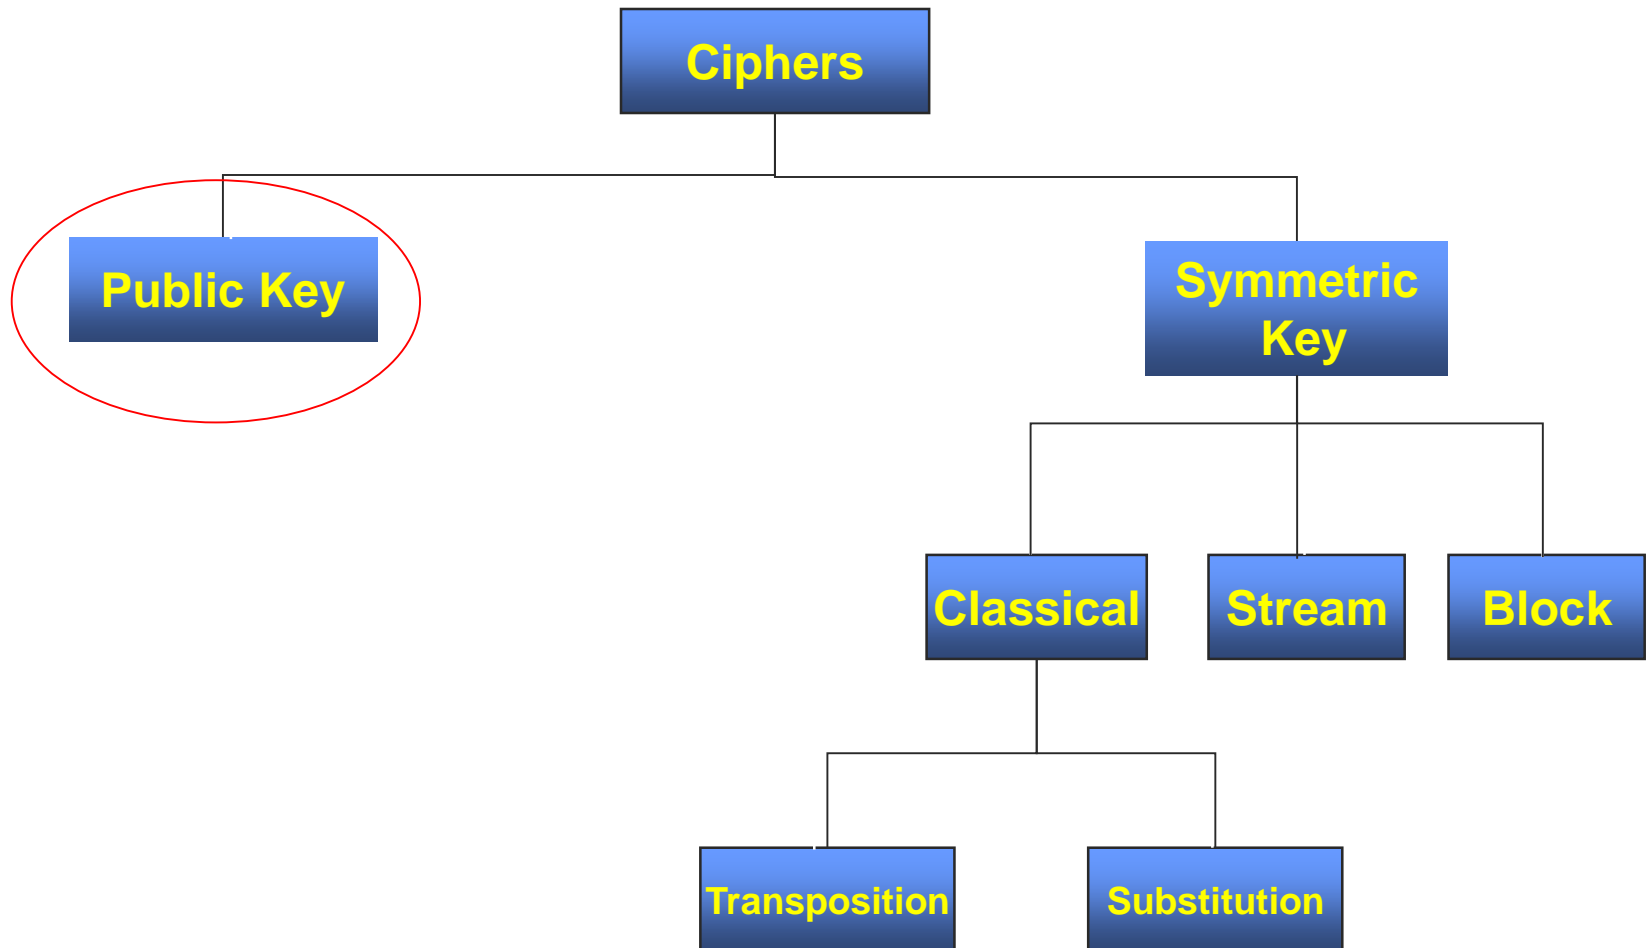 Ciphers
Public Key
Symmetric
Key
Classical
Stream
Block
Transposition
Substitution